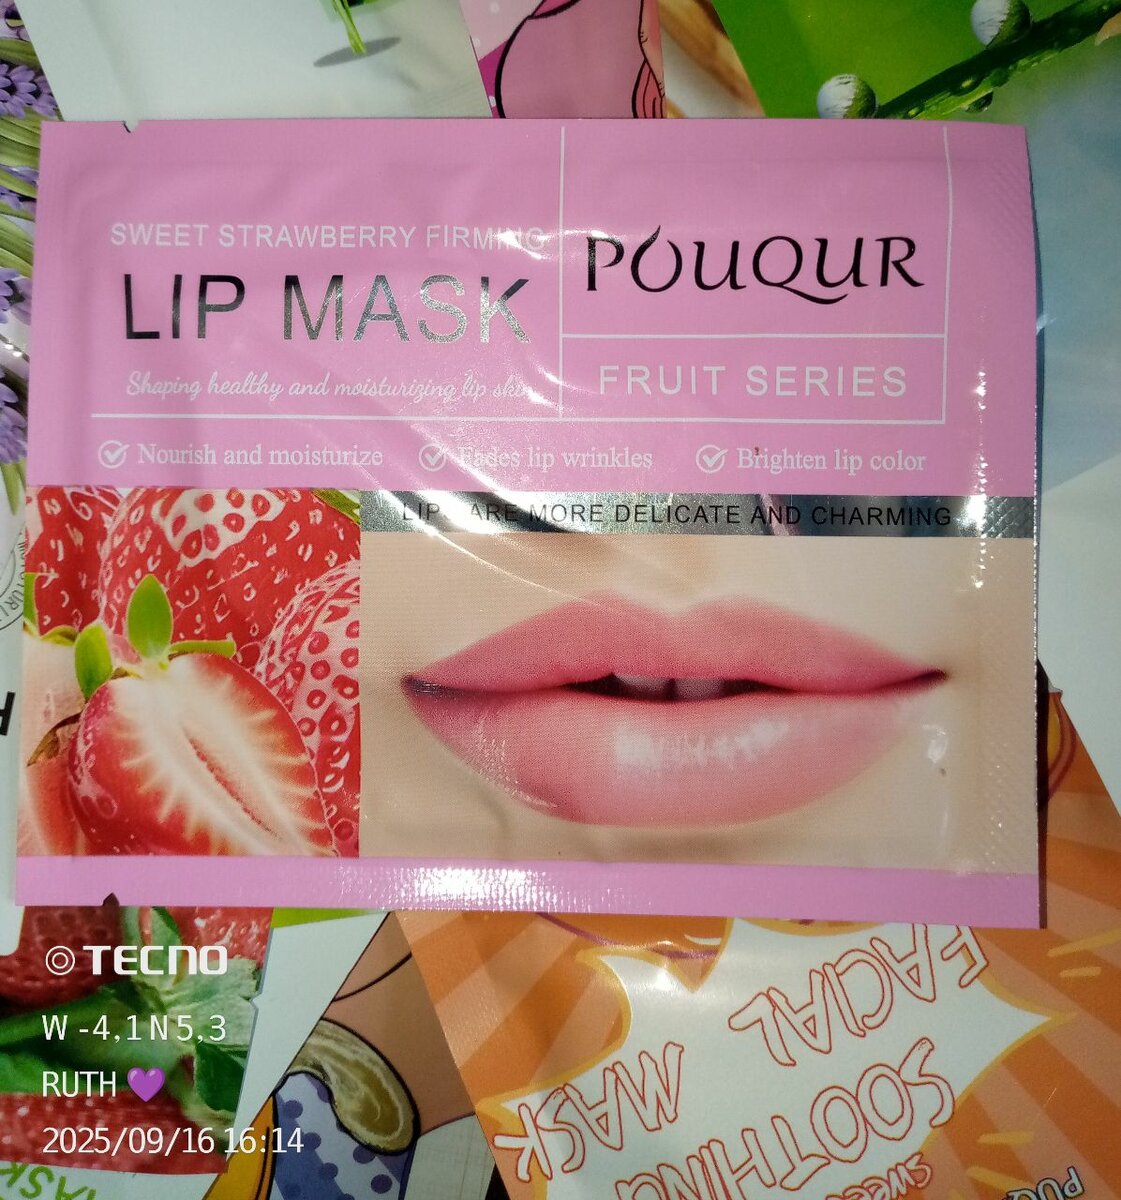 SWEET STRAWBERRY FIRMING
LIP MASK
Shaping healthy and moisturizing lip skin
POUQUR
FRUIT SERIES
Nourish and moisturize
Fades lip wrinkles
Brighten lip color
LIPS ARE MORE DELICATE AND CHARMING
TECNO
W -4,1 N 5,3
RUTH 💜
2025/09/16 16:14
FACIAL
SOOTHING
MASK